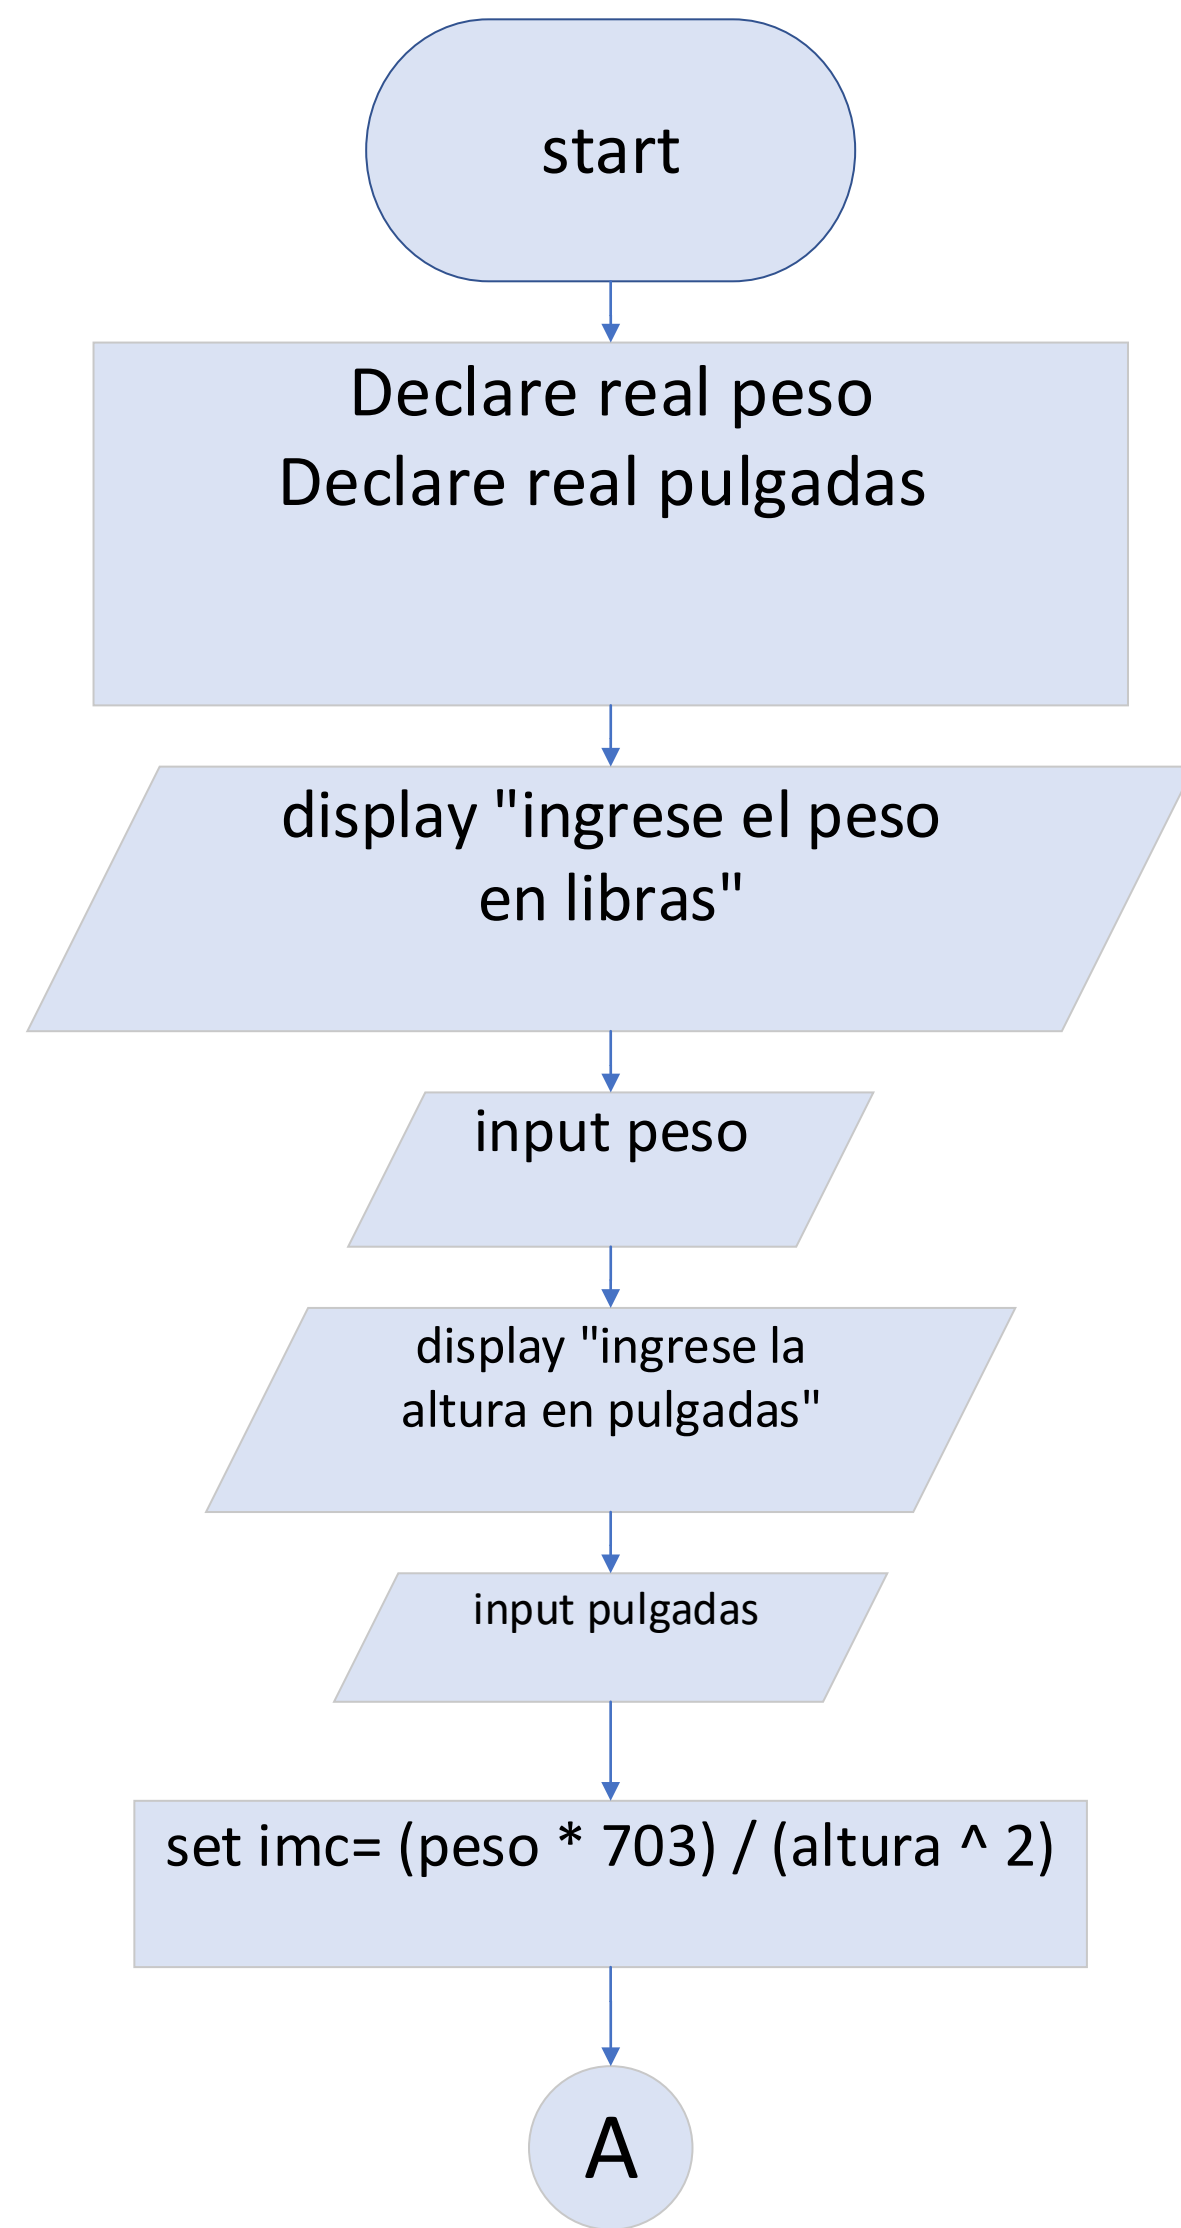 start
Declare real peso
Declare real pulgadas
display "ingrese el peso
en libras"
input peso
display "ingrese la
altura en pulgadas"
input pulgadas
set imc= (peso * 703) / (altura ^ 2)
A